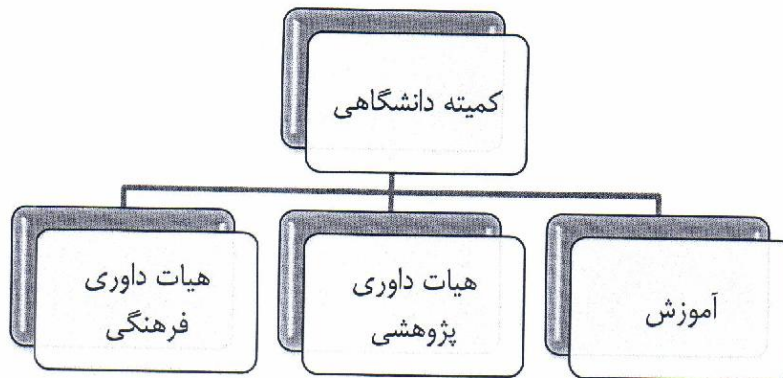 کمیته دانشگاهی
آموزش
هیات داوری
پژوهشی
هیات داوری
فرهنگی